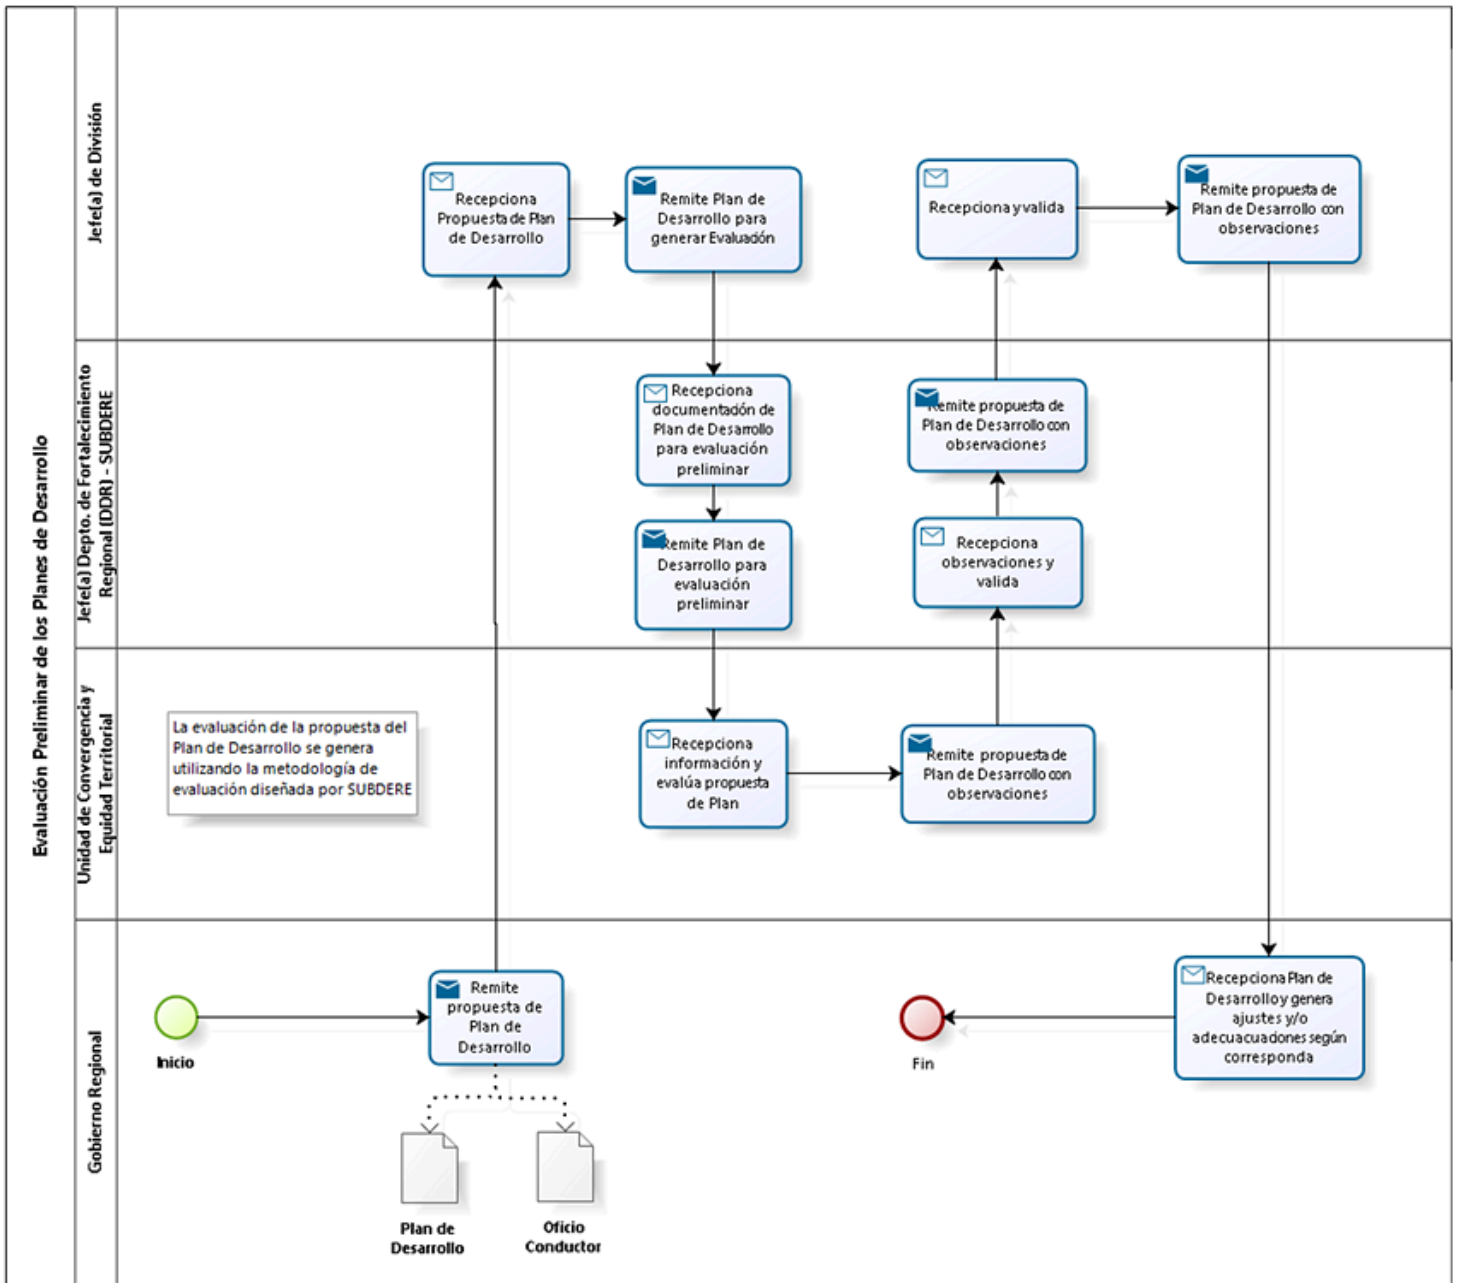 Evaluación Preliminar de los Planes de Desarrollo
Jefe(a) de División
Recepciona
Propuesta de Plan
de Desarrollo
Remite Plan de
Desarrollo para
generar Evaluación
Recepciona y valida
Remite propuesta de
Plan de Desarrollo con
observaciones
Jefe(a) Depto. de Fortalecimiento
Regional (DDR) - SUBDERE
Recepciona
documentación de
Plan de Desarrollo
para evaluación
preliminar
Remite Plan de
Desarrollo para
evaluación
preliminar
Remite propuesta de
Plan de Desarrollo con
observaciones
Recepciona
observaciones y
valida
Unidad de Convergencia y
Equidad Territorial
La evaluación de la propuesta del
Plan de Desarrollo se genera
utilizando la metodología de
evaluación diseñada por SUBDERE
Recepciona
información y
evalúa propuesta
de Plan
Remite propuesta de
Plan de Desarrollo con
observaciones
Gobierno Regional
Inicio
Remite
propuesta de
Plan de
Desarrollo
Plan de
Desarrollo
Oficio
Conductor
Fin
Recepciona Plan de
Desarrollo y genera
ajustes y/o
adecuacuaciones según
corresponda